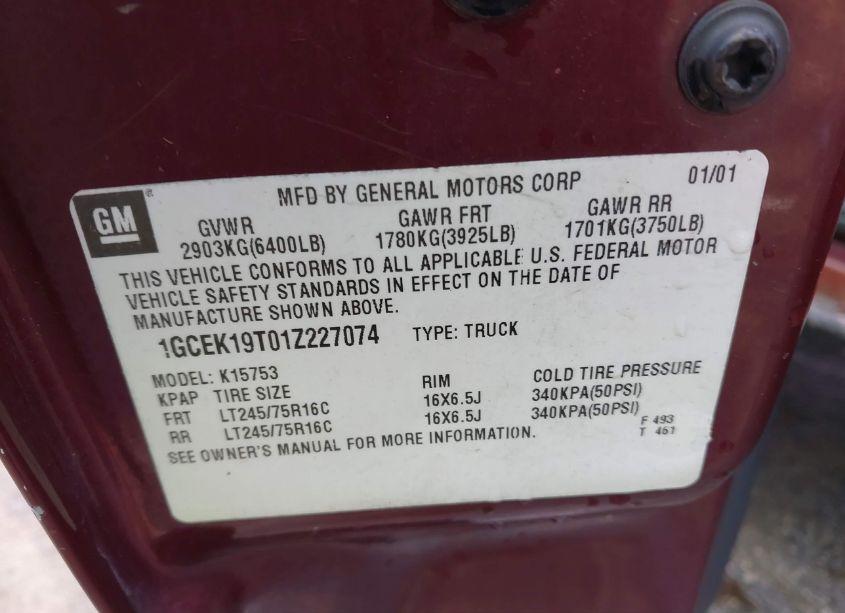 MFD BY GENERAL MOTORS CORP 01/01
GM®
GVWR GAWR FRT GAWR RR
2903KG(6400LB) 1780KG(3925LB) 1701KG(3750LB)
THIS VEHICLE CONFORMS TO ALL APPLICABLE U.S. FEDERAL MOTOR
VEHICLE SAFETY STANDARDS IN EFFECT ON THE DATE OF
MANUFACTURE SHOWN ABOVE.
1GCEK19T01Z227074 TYPE: TRUCK
MODEL: K15753
KPAP TIRE SIZE RIM COLD TIRE PRESSURE
FRT LT245/75R16C 16X6.5J 340KPA(50PSI)
RR LT245/75R16C 16X6.5J 340KPA(50PSI)
SEE OWNER'S MANUAL FOR MORE INFORMATION.
F 493
T 461